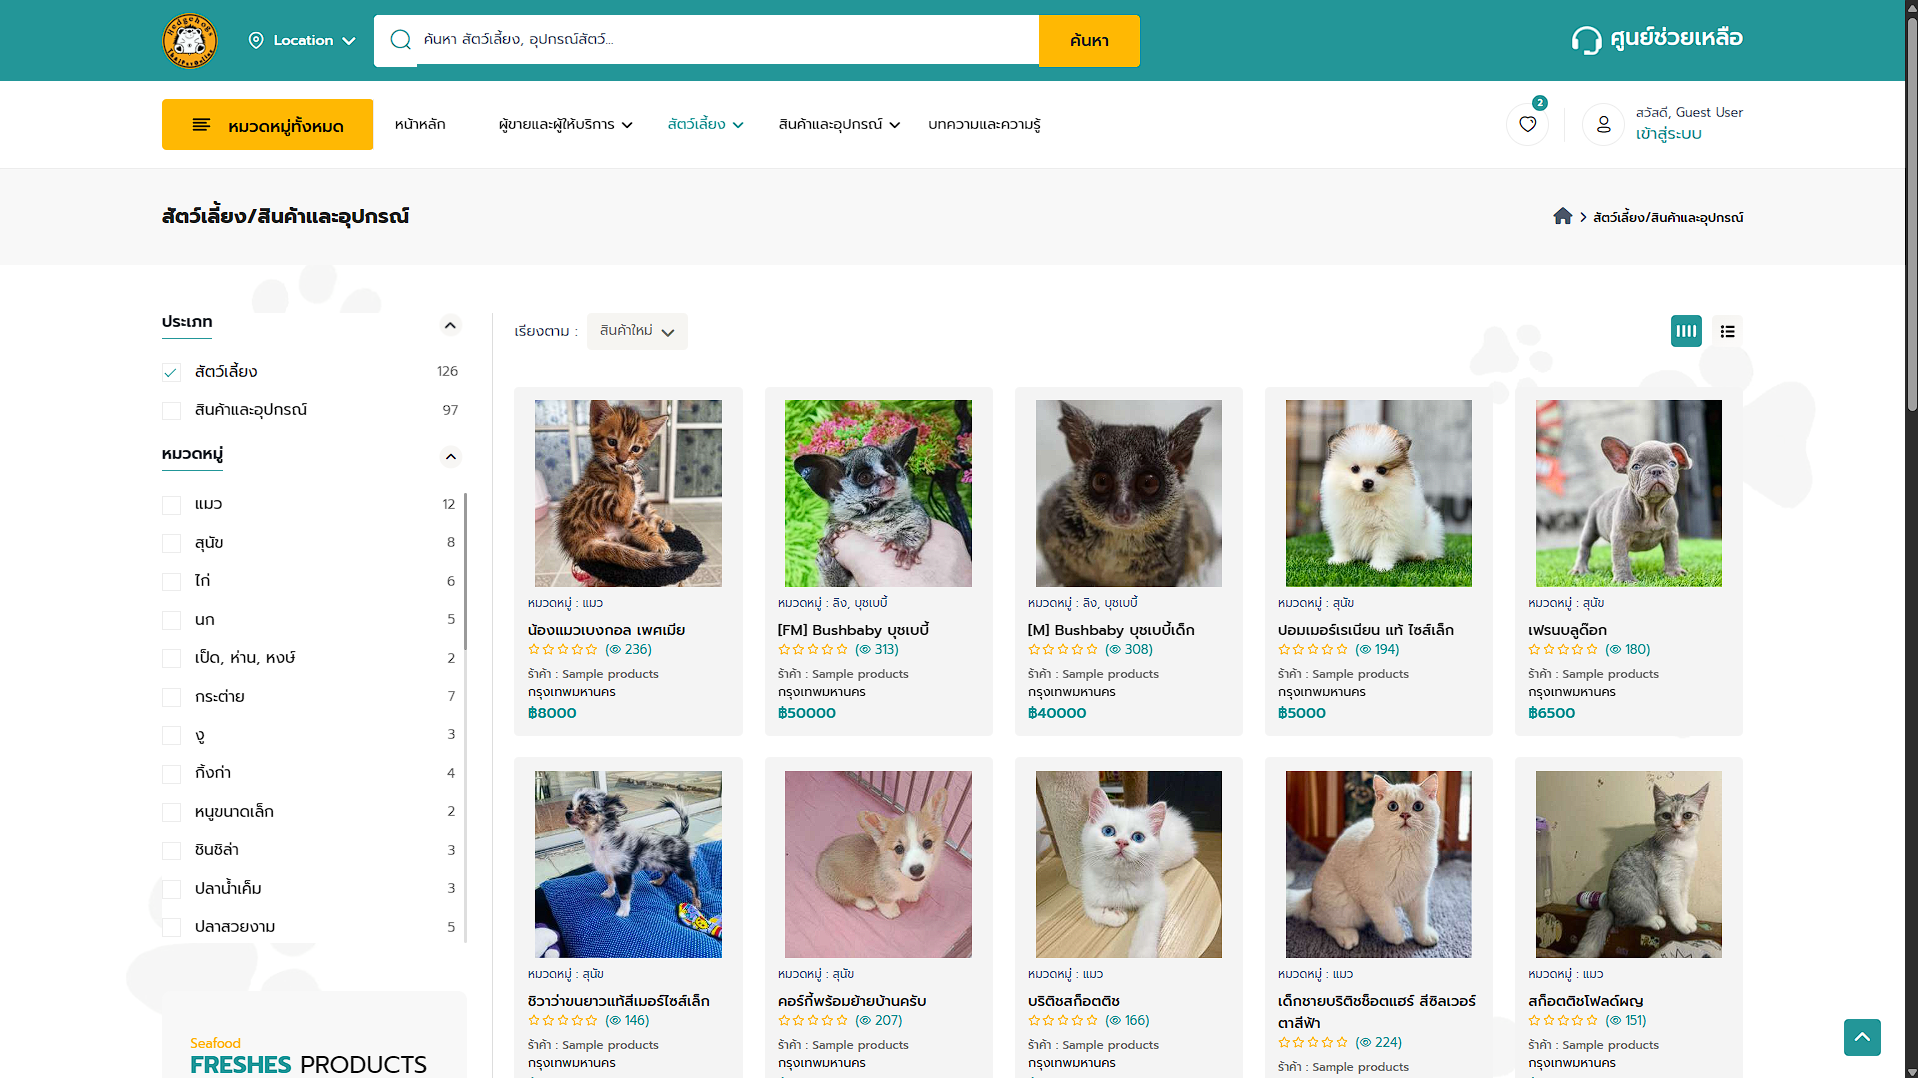 Location
ค้นหา สัตว์เลี้ยง, อุปกรณ์สัตว์...
ค้นหา
ศูนย์ช่วยเหลือ
หมวดหมู่ทั้งหมด
หน้าหลัก
ผู้ขายและผู้ให้บริการ
สัตว์เลี้ยง
สินค้าและอุปกรณ์
บทความและความรู้
2
สวัสดี, Guest User
เข้าสู่ระบบ
สัตว์เลี้ยง/สินค้าและอุปกรณ์
สัตว์เลี้ยง/สินค้าและอุปกรณ์
ประเภท
สัตว์เลี้ยง 126
สินค้าและอุปกรณ์ 97
หมวดหมู่
แมว 12
สุนัข 8
ไก่ 6
นก 5
เป็ด, ห่าน, หงษ์ 2
กระต่าย 7
งู 3
กิ้งก่า 4
หนูขนาดเล็ก 2
ชินชิล่า 3
ปลาน้ำเค็ม 3
ปลาสวยงาม 5
Seafood
FRESHES PRODUCTS
เรียงตาม : สินค้าใหม่
หมวดหมู่ : แมว
น้องแมวเบงกอล เพศเมีย
(236)
ร้าค้า : Sample products
กรุงเทพมหานคร
฿8000
หมวดหมู่ : ลิง, บุชเบบี้
[FM] Bushbaby บุชเบบี้
(313)
ร้าค้า : Sample products
กรุงเทพมหานคร
฿50000
หมวดหมู่ : ลิง, บุชเบบี้
[M] Bushbaby บุชเบบี้เด็ก
(308)
ร้าค้า : Sample products
กรุงเทพมหานคร
฿40000
หมวดหมู่ : สุนัข
ปอมเมอร์เรเนียน แท้ ไซส์เล็ก
(194)
ร้าค้า : Sample products
กรุงเทพมหานคร
฿5000
หมวดหมู่ : สุนัข
เฟรนบลูด๊อก
(180)
ร้าค้า : Sample products
กรุงเทพมหานคร
฿6500
หมวดหมู่ : สุนัข
ชิวาว่าขนยาวแท้สีเมอร์ไซส์เล็ก
(146)
ร้าค้า : Sample products
กรุงเทพมหานคร
หมวดหมู่ : สุนัข
คอร์กี้พร้อมย้ายบ้านครับ
(207)
ร้าค้า : Sample products
กรุงเทพมหานคร
หมวดหมู่ : แมว
บริติชสก็อตติช
(166)
ร้าค้า : Sample products
กรุงเทพมหานคร
หมวดหมู่ : แมว
เด็กชายบริติชช็อตแฮร์ สีซิลเวอร์
ตาสีฟ้า
(224)
ร้าค้า : Sample products
หมวดหมู่ : แมว
สก็อตติชโฟลด์ผญ
(151)
ร้าค้า : Sample products
กรุงเทพมหานคร